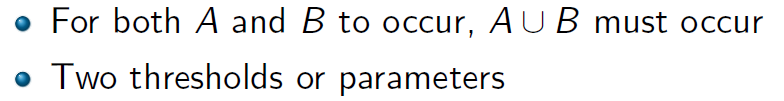 • For both A and B to occur, A ∪ B must occur
• Two thresholds or parameters